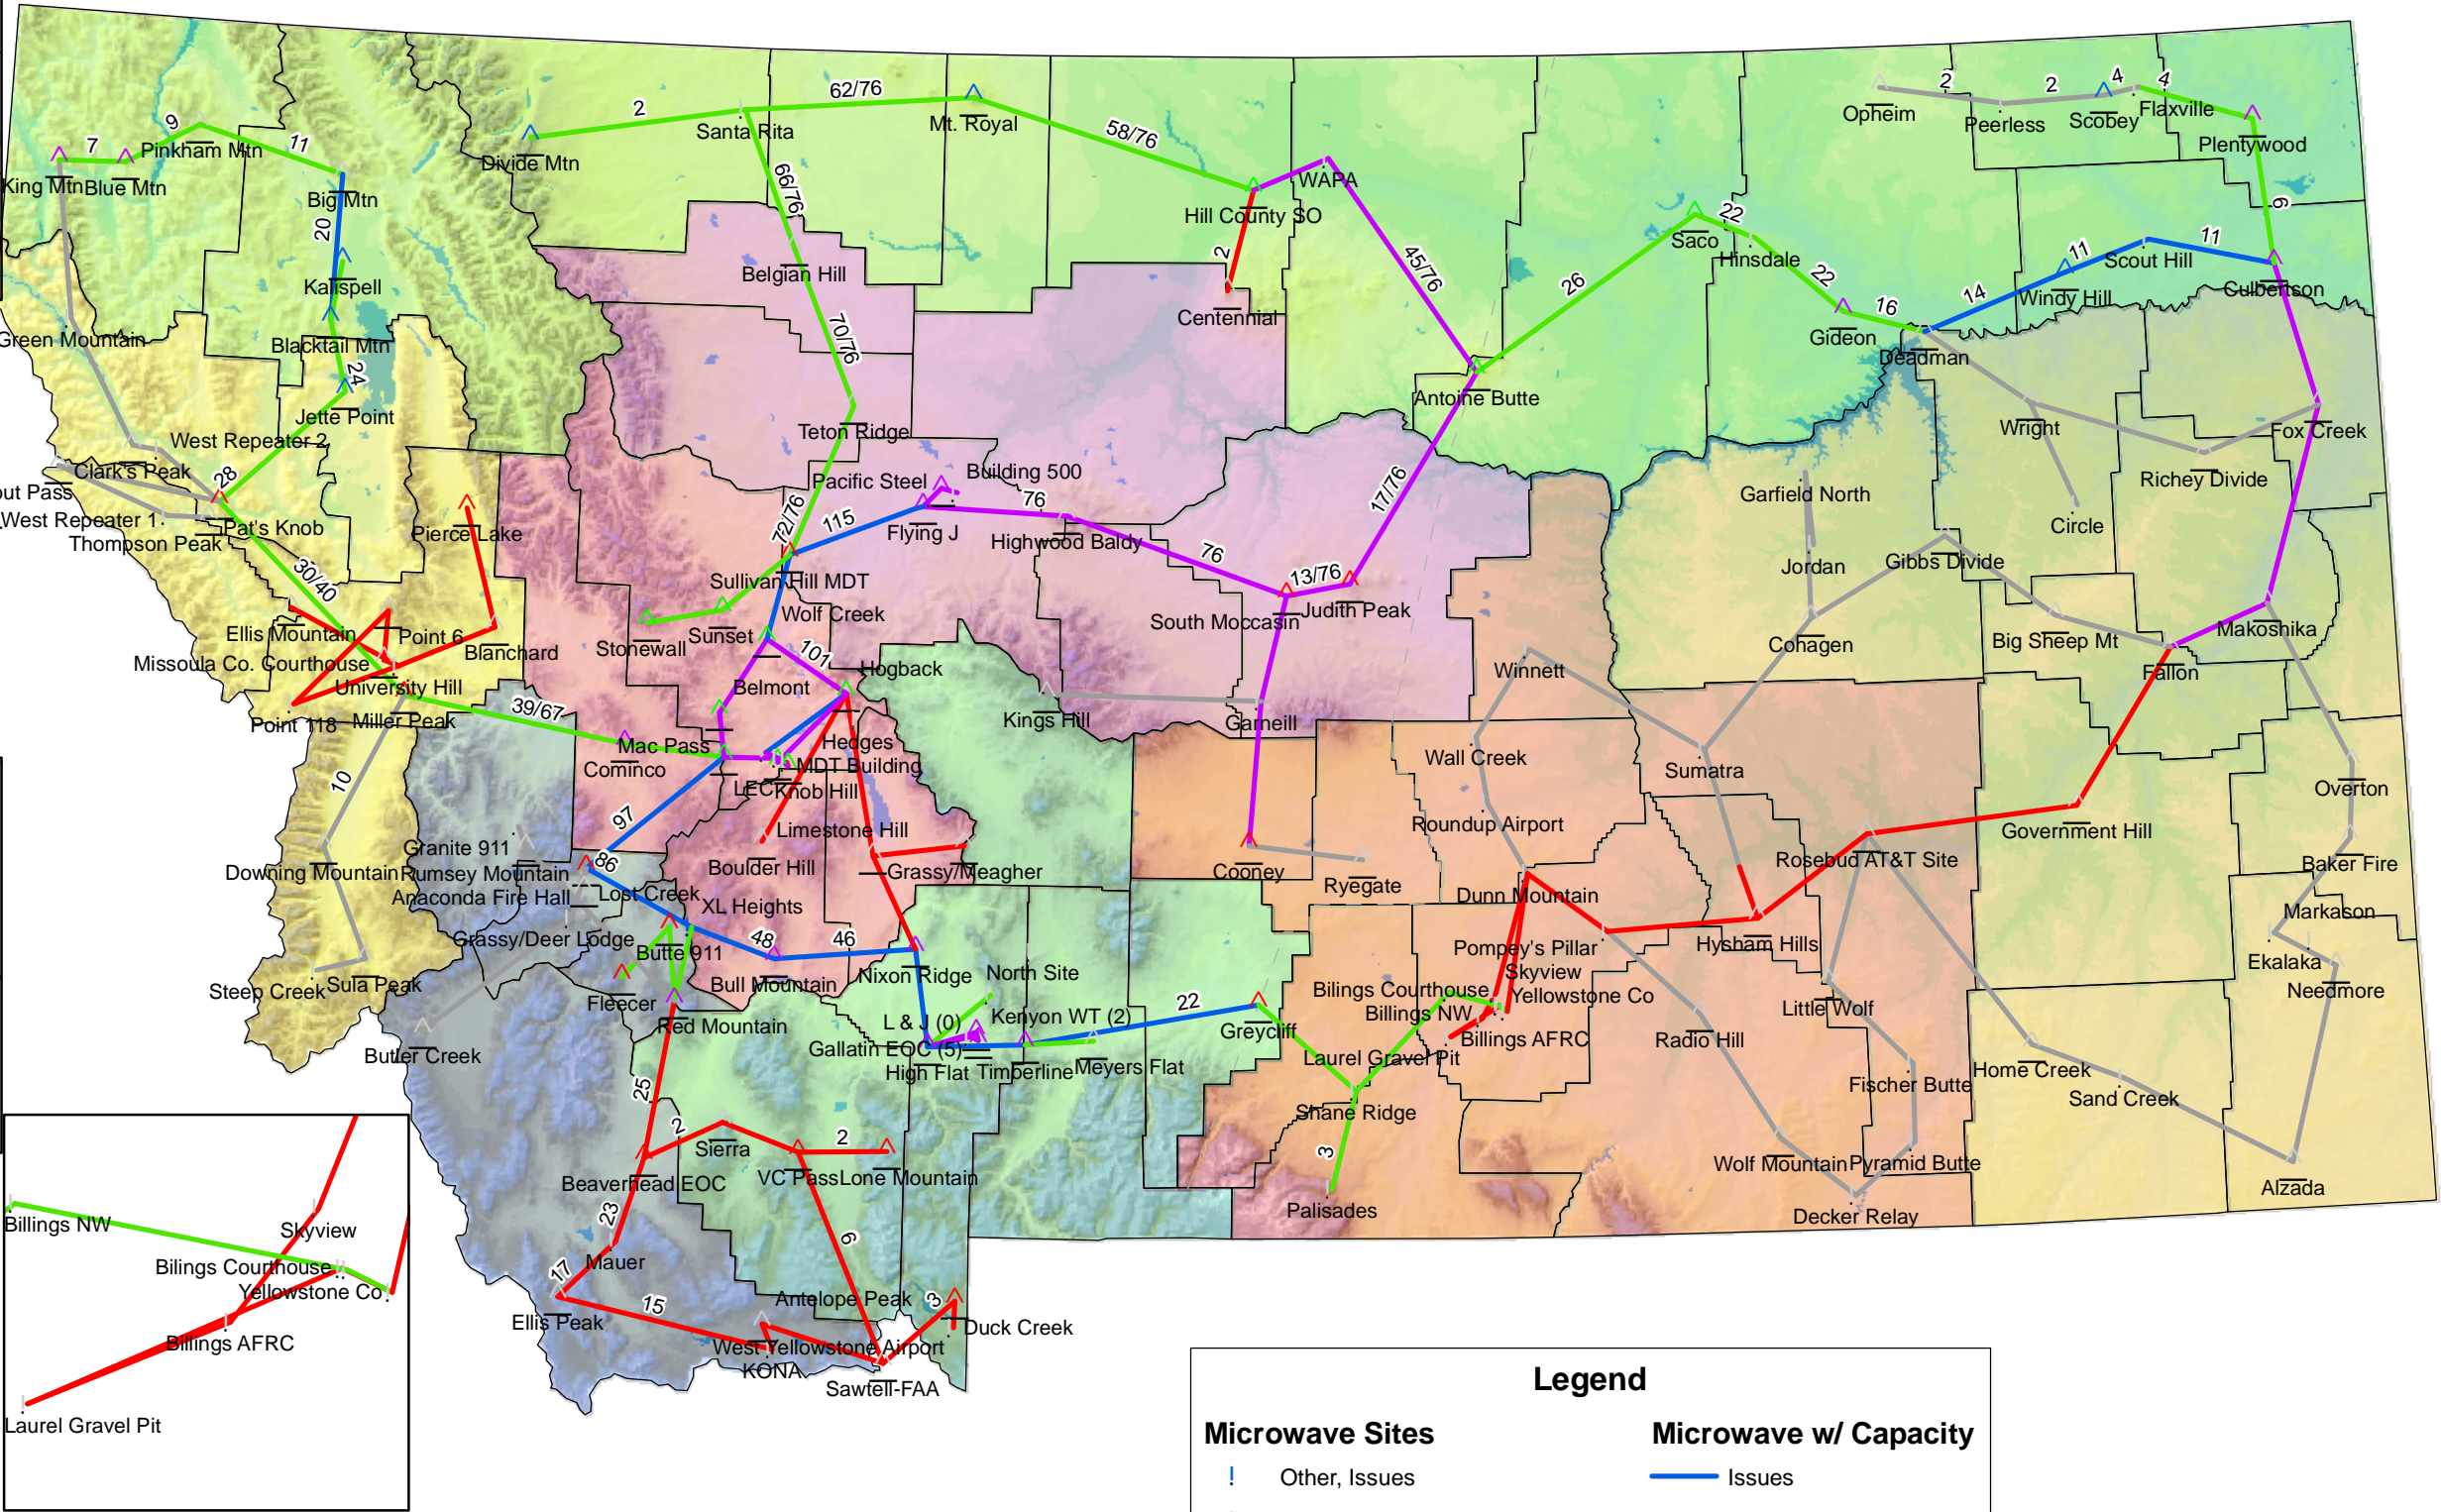 2
62/76
2
2
4
4
9
7
11
58/76
Opheim
Peerless
Scobey
Flaxville
Plentywood
Santa Rita
Mt. Royal
Divide Mtn
Pinkham Mtn
King Mtn
Blue Mtn
Big Mtn
WAPA
Hill County SO
66/76
20
2
45/76
26
22
22
6
Saco
Hinsdale
11
11
Scout Hill
Culbertson
Windy Hill
14
16
Belgian Hill
Kalispell
Centennial
Gideon
Deadman
Green Mountain
Blacktail Mtn
24
70/76
Antoine Butte
Jette Point
West Repeater 2
Teton Ridge
Wright
Fox Creek
Clark's Peak
28
Pacific Steel
Building 500
Richey Divide
out Pass
West Repeater 1
Thompson Peak
Pat's Knob
Pierce Lake
72/76
115
76
Flying J
Highwood Baldy
17/76
Garfield North
Circle
30/40
Sullivan Hill MDT
76
13/76
Jordan
Gibbs Divide
Wolf Creek
South Moccasin
Judith Peak
Ellis Mountain
Point 6
Missoula Co. Courthouse
Blanchard
Stonewall
Sunset
Cohagen
Big Sheep Mt
Makoshika
101
Hogback
Winnett
Fallon
University Hill
Belmont
Point 118
Miller Peak
39/67
Kings Hill
Garneill
Mac Pass
Hedges
Cominco
MDT Building
Wall Creek
Sumatra
10
LEC
Knob Hill
Overton
97
Limestone Hill
Roundup Airport
Government Hill
Granite 911
86
Boulder Hill
Grassy/Meagher
Rosebud AT&T Site
Baker Fire
Downing Mountain
Rumsey Mountain
Cooney
Ryegate
Anaconda Fire Hall
Lost Creek
XL Heights
Dunn Mountain
Markason
Grassy/Deer Lodge
48
46
Butte 911
Pompey's Pillar
Hysham Hills
Ekalaka
Steep Creek
Sula Peak
Bull Mountain
Nixon Ridge
North Site
Skyview
Needmore
Fleecer
Bilings Courthouse
Yellowstone Co
Little Wolf
Red Mountain
L & J (0)
Kenyon WT (2)
22
Greycliff
Billings NW
Butler Creek
Gallatin EOC (5)
Billings AFRC
Radio Hill
High Flat
Timberline
Meyers Flat
Laurel Gravel Pit
Home Creek
25
Fischer Butte
Sand Creek
Shane Ridge
2
Sierra
2
3
Wolf Mountain
Pyramid Butte
Beaverhead EOC
VC Pass
Lone Mountain
Alzada
Palisades
Decker Relay
23
6
Mauer
17
15
Antelope Peak
3
Ellis Peak
Duck Creek
West Yellowstone Airport
KONA
Sawtell-FAA
Billings NW
Skyview
Bilings Courthouse
Yellowstone Co
Billings AFRC
Laurel Gravel Pit
Legend
Microwave Sites
Microwave w/ Capacity
! Other, Issues
Issues